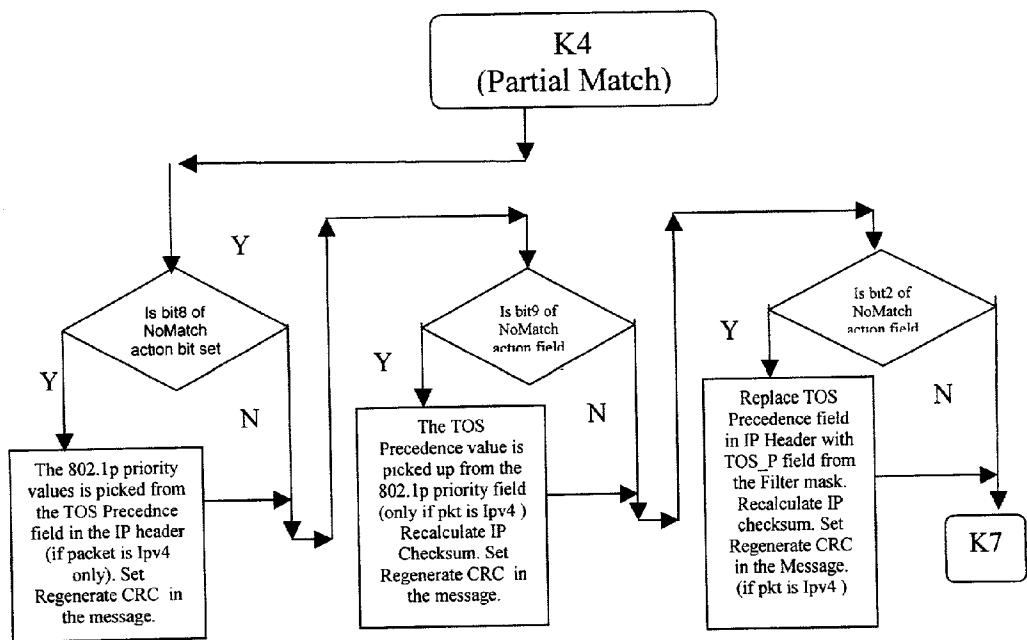 K4
(Partial Match)
Y
Is bit8 of
NoMatch
action bit set
Y
N
The 802.1p priority
values is picked from
the TOS Precednce
field in the IP header
(if packet is Ipv4
only). Set
Regenerate CRC in
the message.
Is bit9 of
NoMatch
action field
Y
N
The TOS
Precedence value is
picked up from the
802.1p priority field
(only if pkt is Ipv4 )
Recalculate IP
Checksum. Set
Regenerate CRC in
the message.
Is bit2 of
NoMatch
action field
Y
N
Replace TOS
Precedence field
in IP Header with
TOS_P field from
the Filter mask.
Recalculate IP
checksum. Set
Regenerate CRC
in the Message.
(if pkt is Ipv4 )
K7